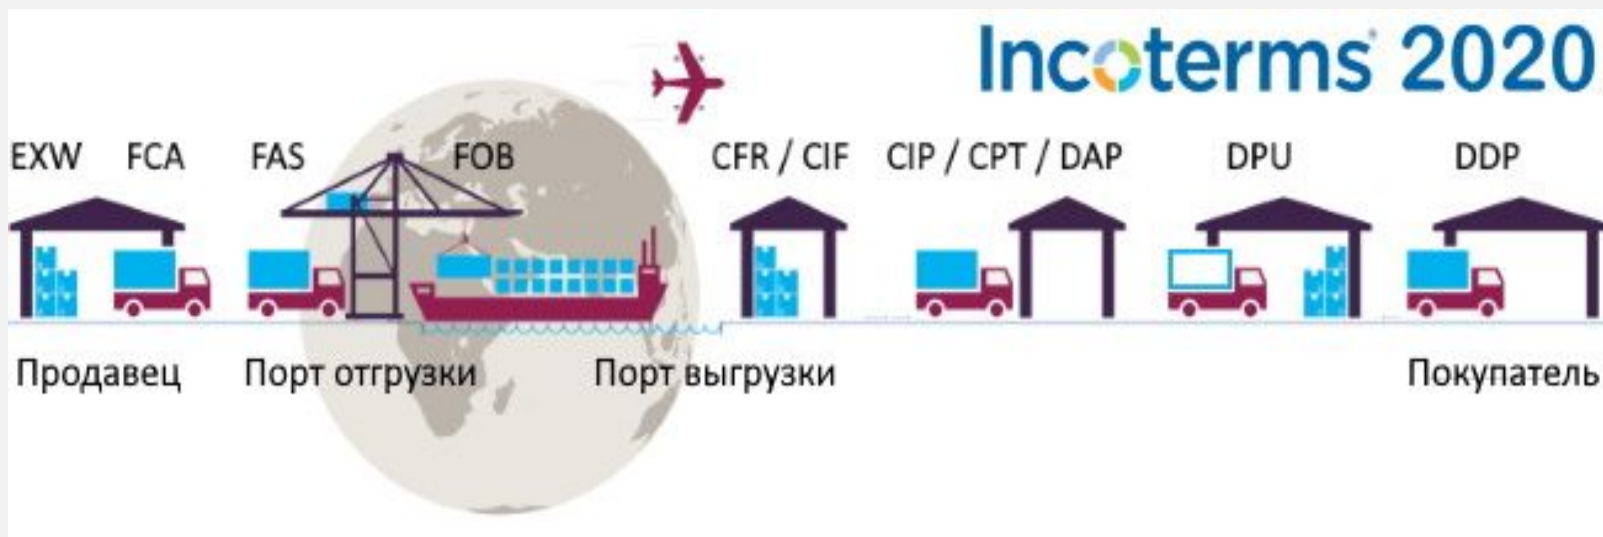 Incoterms® 2020
EXW FCA FAS FOB CFR / CIF CIP / CPT / DAP DPU DDP
Продавец Порт отгрузки Порт выгрузки Покупатель